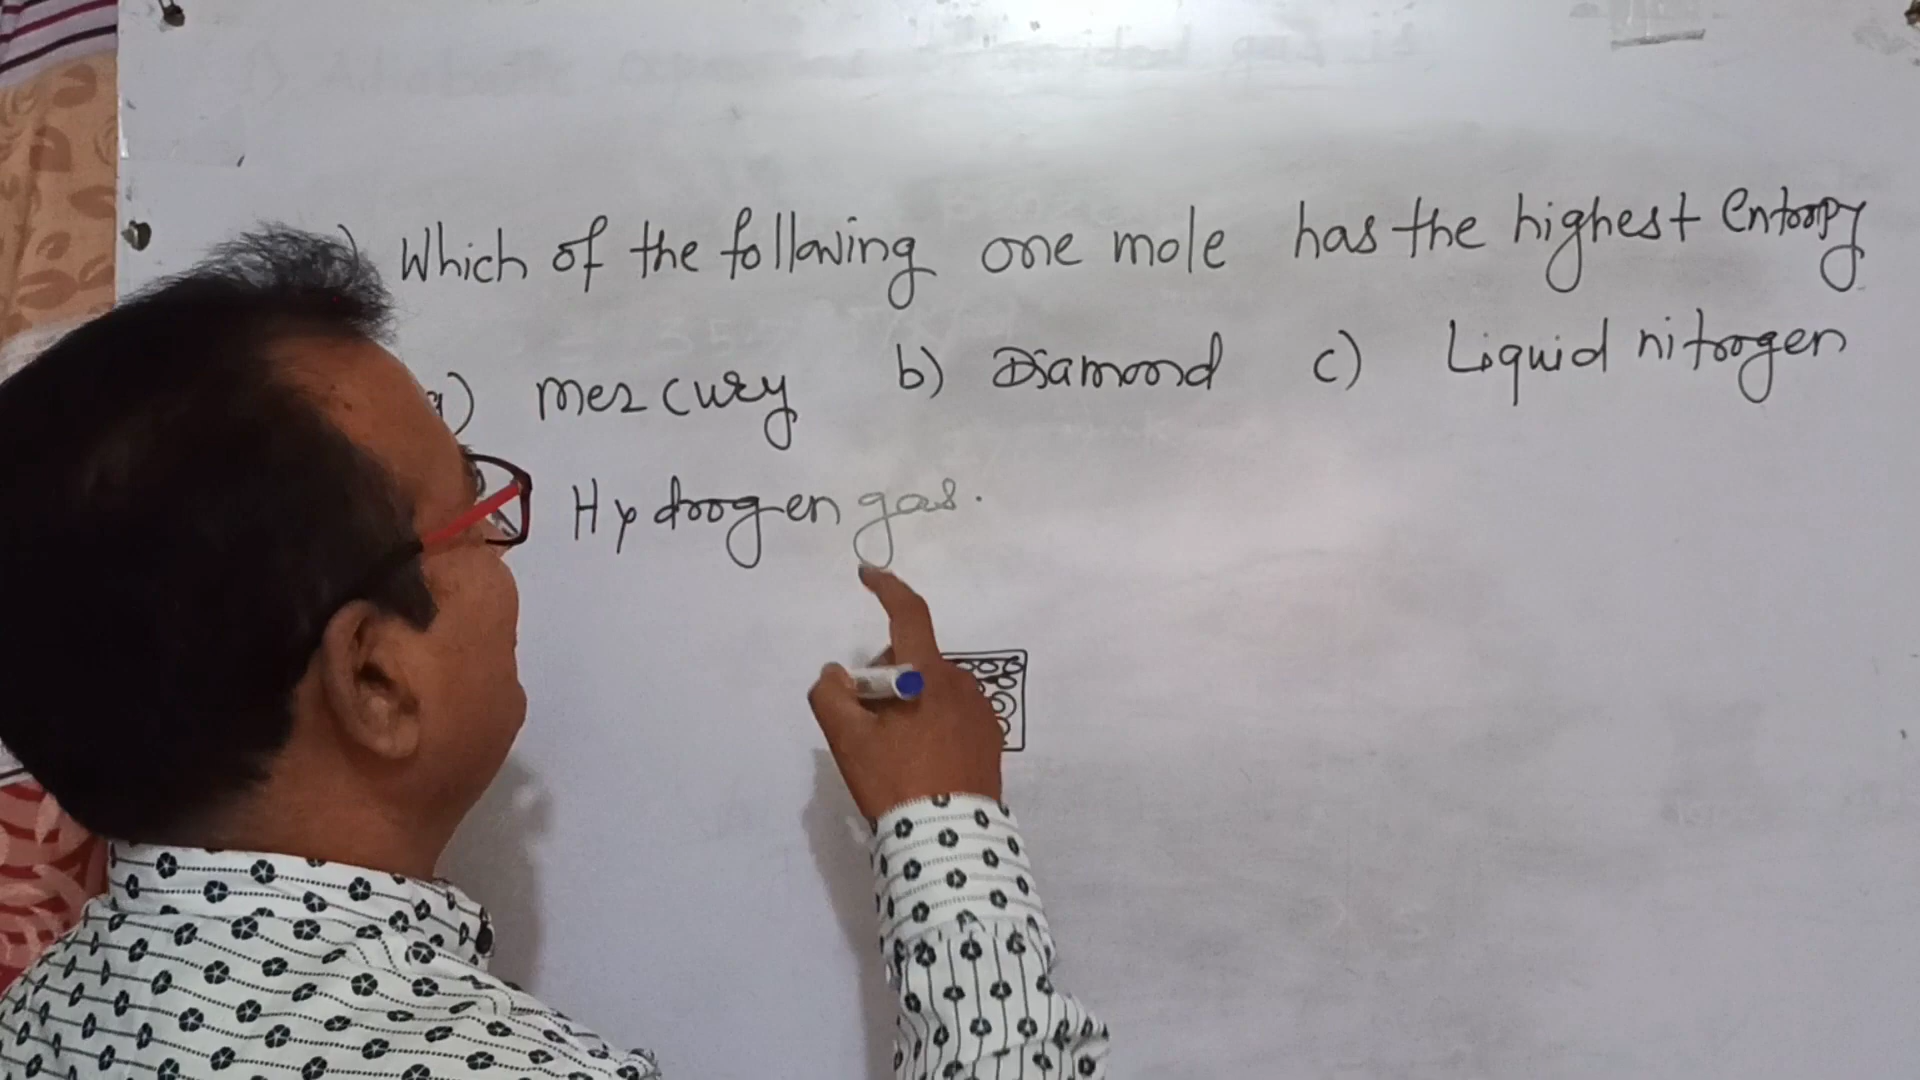 ) Which of the following one mole has the highest entropy
a) mercury b) Diamond c) Liquid nitrogen
Hydrogen gas.